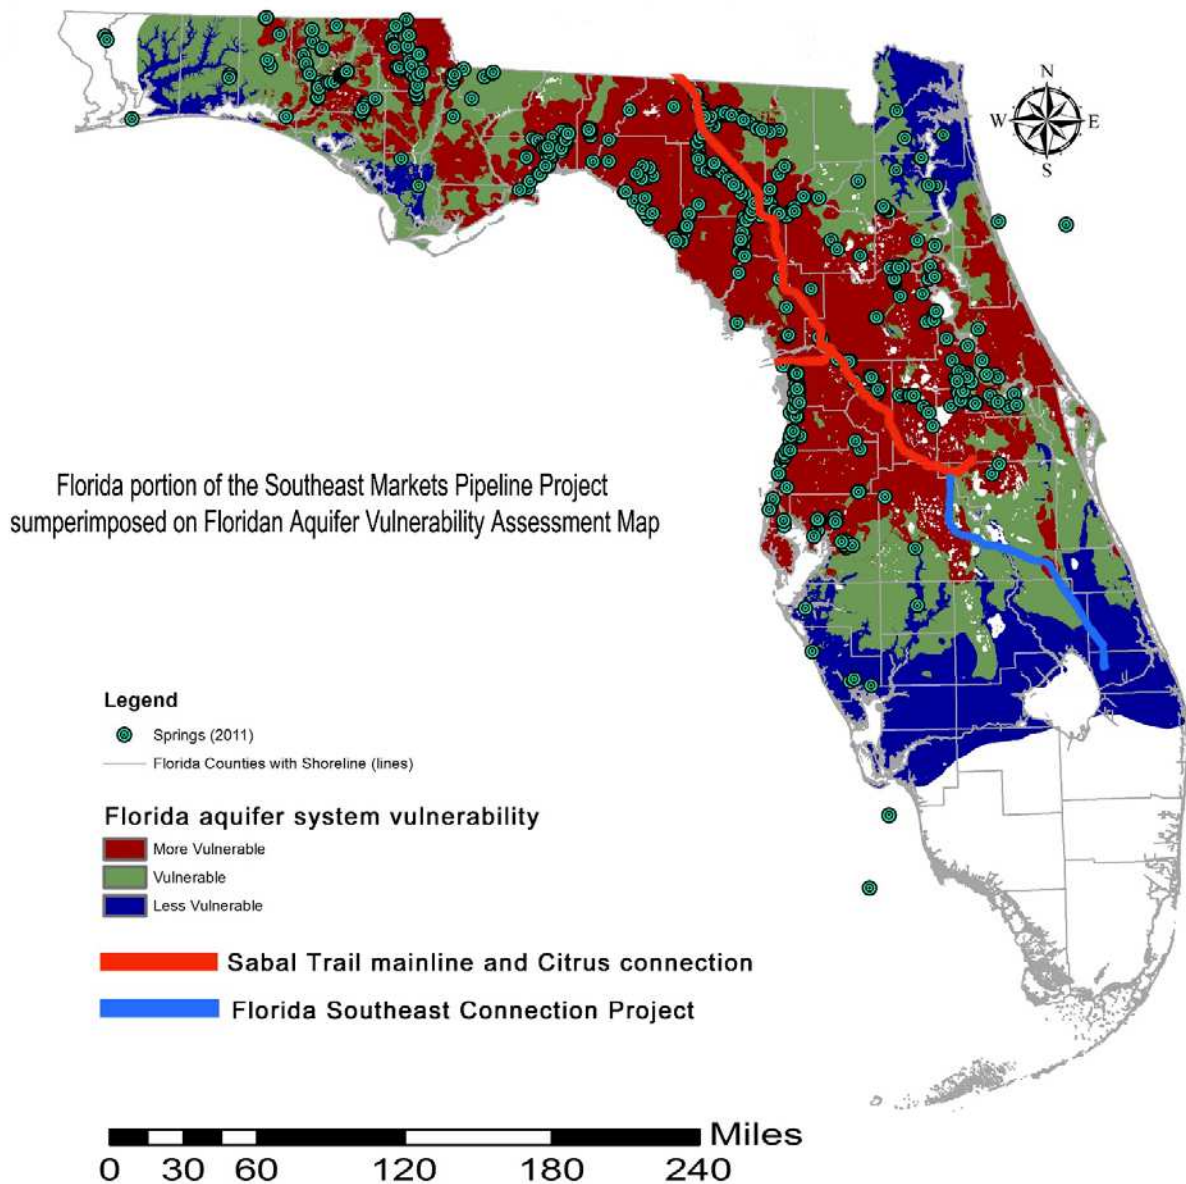 N
W E
S
Florida portion of the Southeast Markets Pipeline Project
sumperimposed on Floridan Aquifer Vulnerability Assessment Map
Legend
Springs (2011)
Florida Counties with Shoreline (lines)
Florida aquifer system vulnerability
More Vulnerable
Vulnerable
Less Vulnerable
Sabal Trail mainline and Citrus connection
Florida Southeast Connection Project
Miles
0 30 60 120 180 240